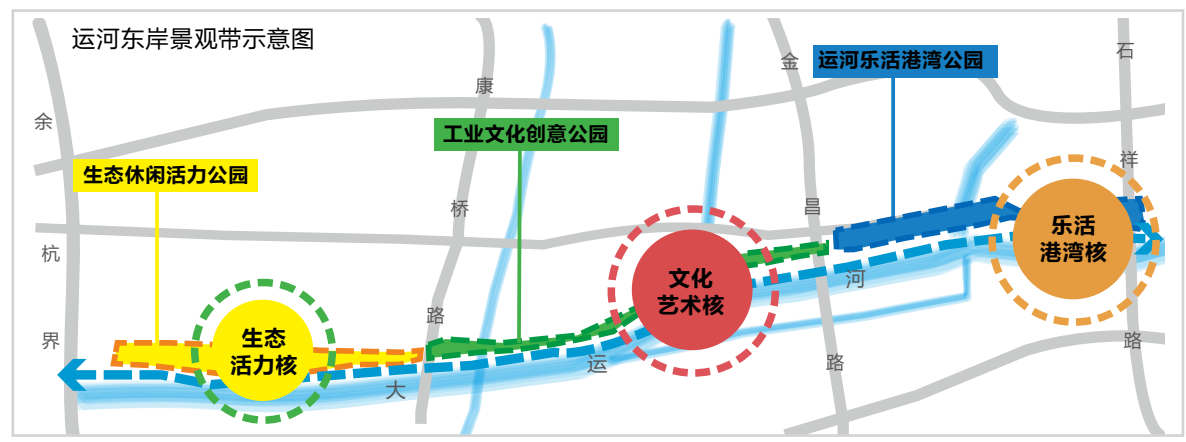 运河东岸景观带示意图
运河乐活港湾公园
工业文化创意公园
生态休闲活力公园
余杭界
康桥路
金昌路
石祥路
乐活
港湾核
文化
艺术核
生态
活力核
大运河